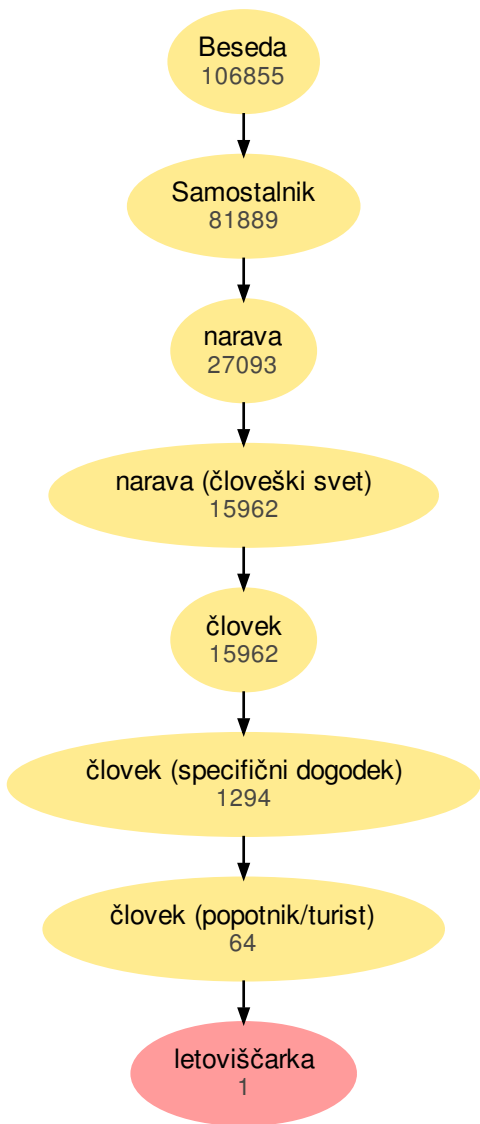 Beseda
106855
Samostalnik
81889
narava
27093
narava (človeški svet)
15962
človek
15962
človek (specifični dogodek)
1294
človek (popotnik/turist)
64
letoviščarka
1